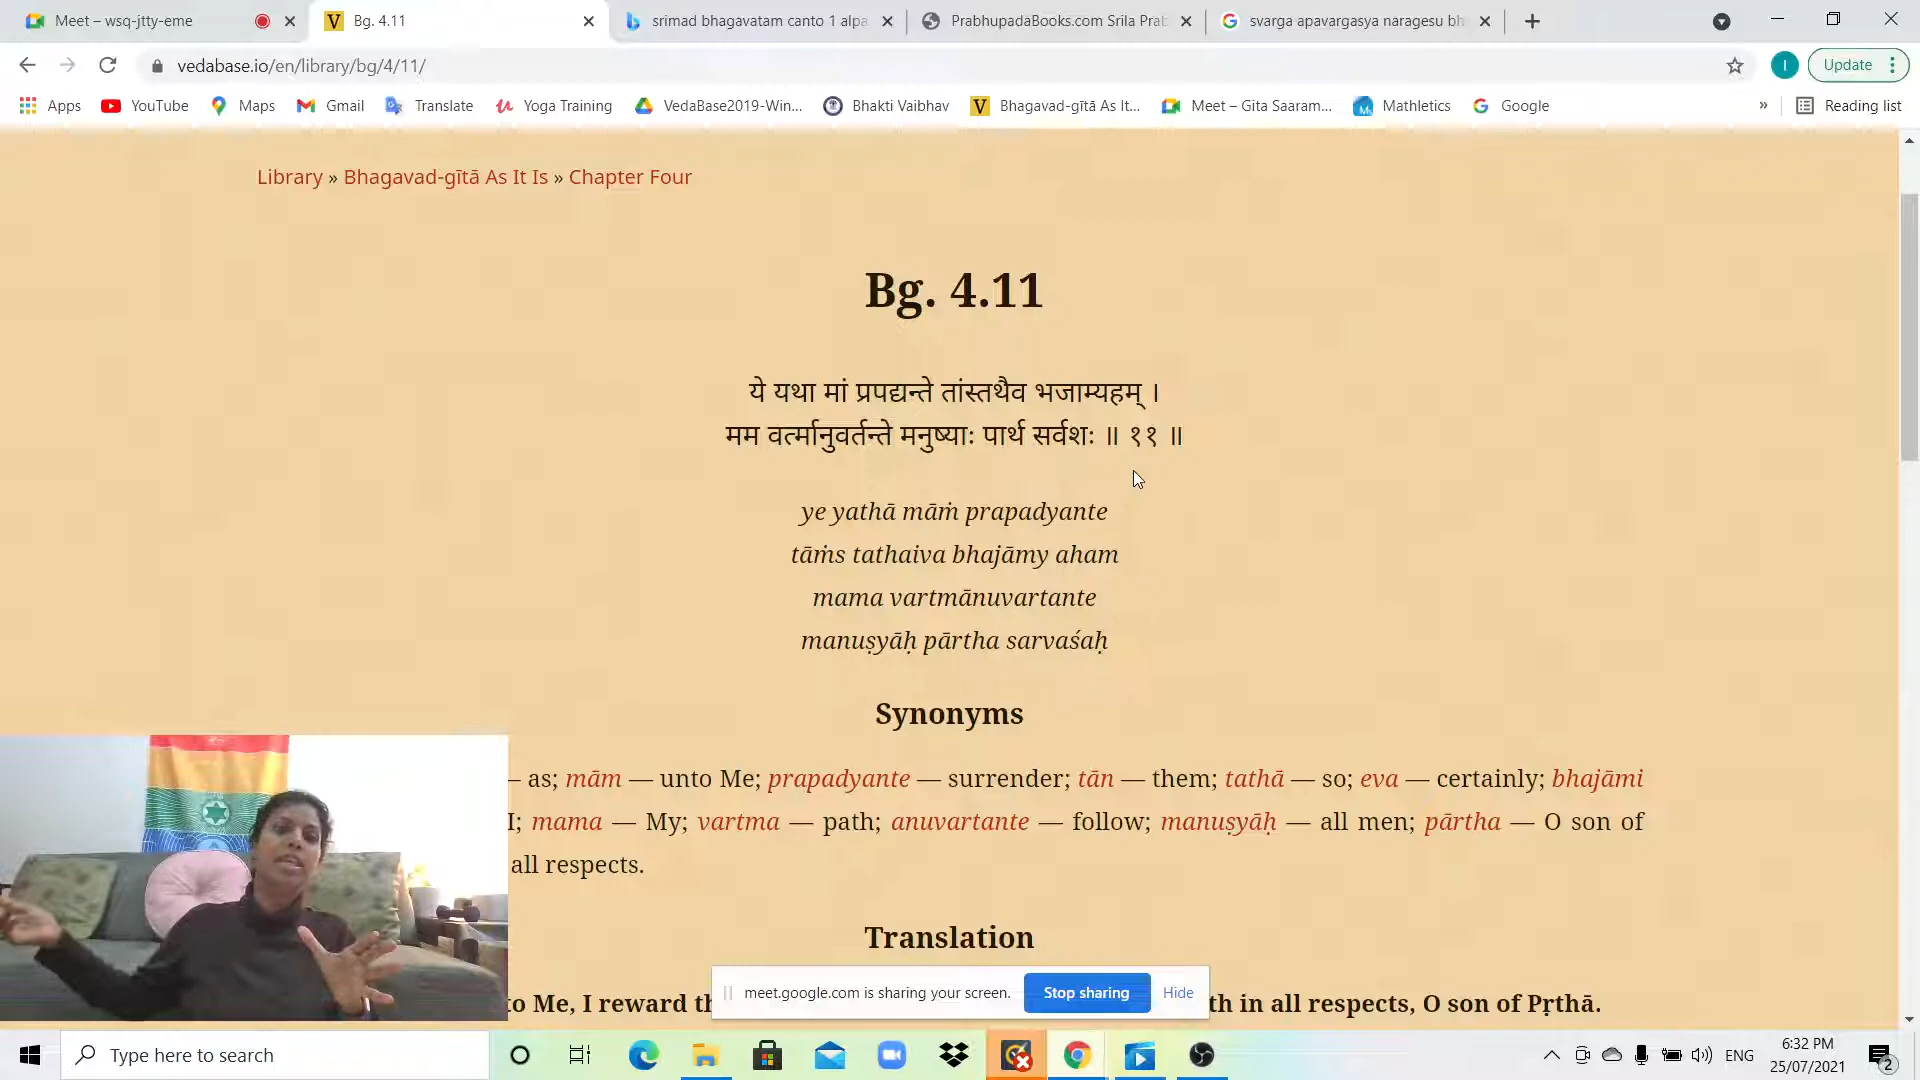 Meet – wsq-jtty-eme
Bg. 4.11
srimad bhagavatam canto 1 alpa
PrabhupadaBooks.com Srila Prab
svarga apavargasya naragesu bh
vedabase.io/en/library/bg/4/11/
I
Update
Apps
YouTube
Maps
Gmail
Translate
Yoga Training
VedaBase2019-Win...
Bhakti Vaibhav
Bhagavad-gītā As It...
Meet – Gita Saaram...
Mathletics
Google
»
Reading list
Library » Bhagavad-gītā As It Is » Chapter Four
Bg. 4.11
ये यथा मां प्रपद्यन्ते तांस्तथैव भजाम्यहम् ।
मम वर्त्मानुवर्तन्ते मनुष्याः पार्थ सर्वशः ॥ ११ ॥
ye yathā māṁ prapadyante
tāṁs tathaiva bhajāmy aham
mama vartmānuvartante
manuṣyāḥ pārtha sarvaśaḥ
Synonyms
— as; mām — unto Me; prapadyante — surrender; tān — them; tathā — so; eva — certainly; bhajāmi
I; mama — My; vartma — path; anuvartante — follow; manuṣyāḥ — all men; pārtha — O son of
all respects.
Translation
to Me, I reward th
th in all respects, O son of Pṛthā.
meet.google.com is sharing your screen.
Stop sharing
Hide
Type here to search
ENG
6:32 PM
25/07/2021
2